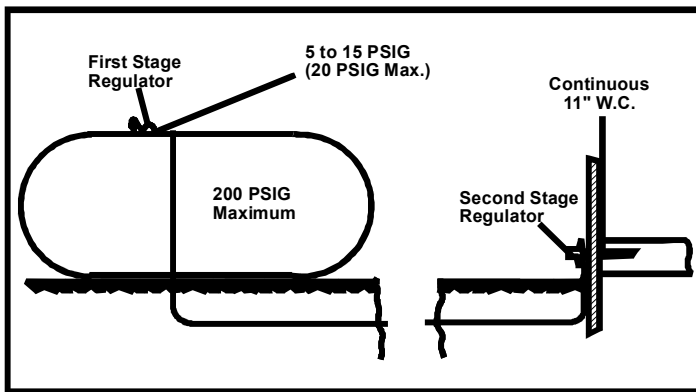 First Stage
Regulator
5 to 15 PSIG
(20 PSIG Max.)
Continuous
11" W.C.
200 PSIG
Maximum
Second Stage
Regulator